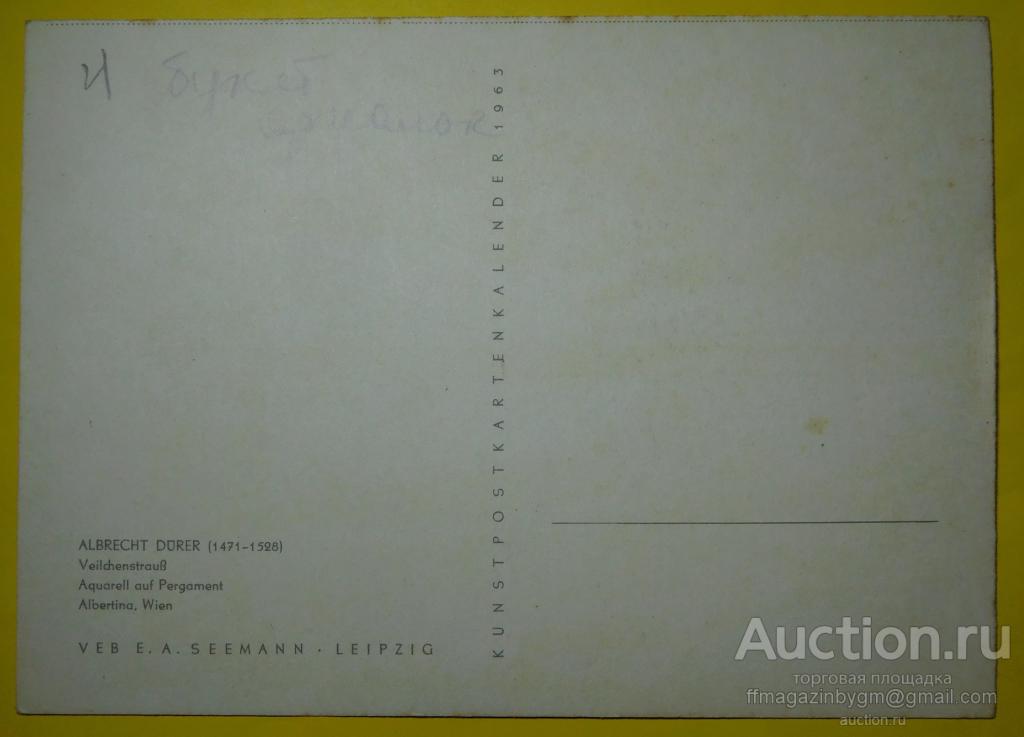 И Букет
KUNSTPOSTKARTENKALENDER 1963
ALBRECHT DÜRER (1471–1528)
Veilchenstrauß
Aquarell auf Pergament
Albertina, Wien
VEB E. A. SEEMANN · LEIPZIG
Auction.ru
торговая площадка
ffmagazinbygm@gmail.com
auction.ru